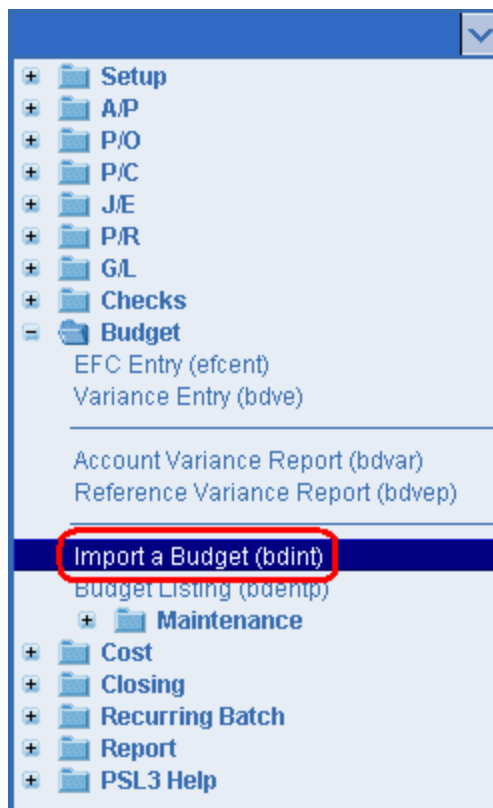 Setup
A/P
P/O
P/C
J/E
P/R
G/L
Checks
Budget
EFC Entry (efcent)
Variance Entry (bdve)
Account Variance Report (bdvar)
Reference Variance Report (bdvep)
Import a Budget (bdint)
Budget Listing (bdentp)
Maintenance
Cost
Closing
Recurring Batch
Report
PSL3 Help